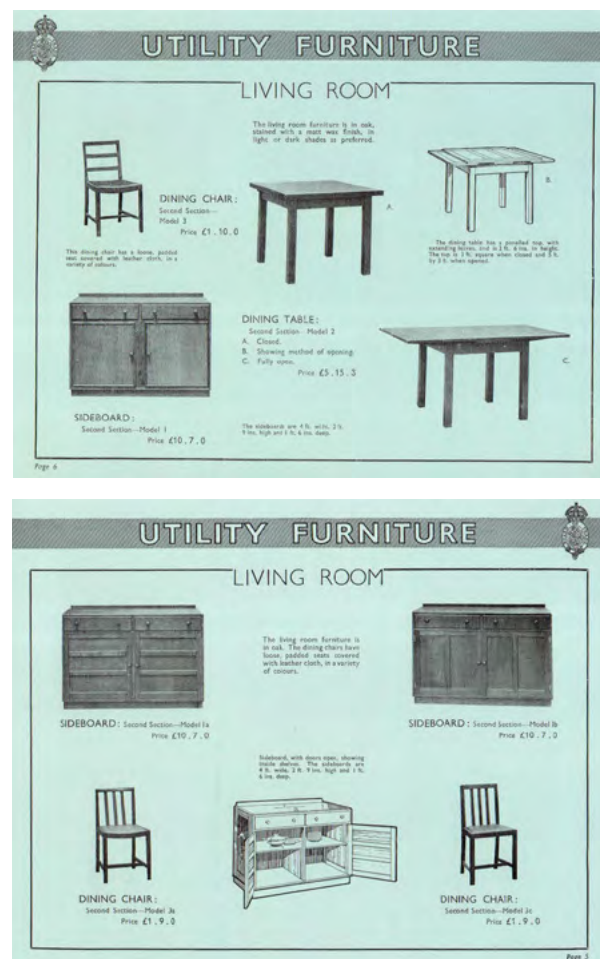 UTILITY FURNITURE
LIVING ROOM
The living room furniture is in oak,
stained with a matt wax finish, in
light or dark shades as preferred.
DINING CHAIR:
Second Section—
Model 3
Price £1.10.0
This dining chair has a loose, padded
seat covered with leather cloth, in a
variety of colours.
A.
B.
The dining table has a panelled top, with
extending leaves, and is 2 ft. 6 ins. in height.
The top is 3 ft. square when closed and 5 ft.
by 3 ft. when opened.
DINING TABLE:
Second Section—Model 2
A. Closed.
B. Showing method of opening.
C. Fully open.
Price £5.15.3
C.
SIDEBOARD:
Second Section—Model 1
Price £10.7.0
The sideboards are 4 ft. wide, 2 ft.
9 ins. high and 1 ft. 6 ins. deep.
Page 6
UTILITY FURNITURE
LIVING ROOM
The living room furniture is
in oak. The dining chairs have
loose, padded seats covered
with leather cloth, in a variety
of colours.
SIDEBOARD: Second Section—Model 1a
Price £10.7.0
SIDEBOARD: Second Section—Model 1b
Price £10.7.0
Sideboard, with doors open, showing
inside shelves. The sideboards are
4 ft. wide, 2 ft. 9 ins. high and 1 ft.
6 ins. deep.
DINING CHAIR:
Second Section—Model 3a
Price £1.9.0
DINING CHAIR:
Second Section—Model 3c
Price £1.9.0
Page 5